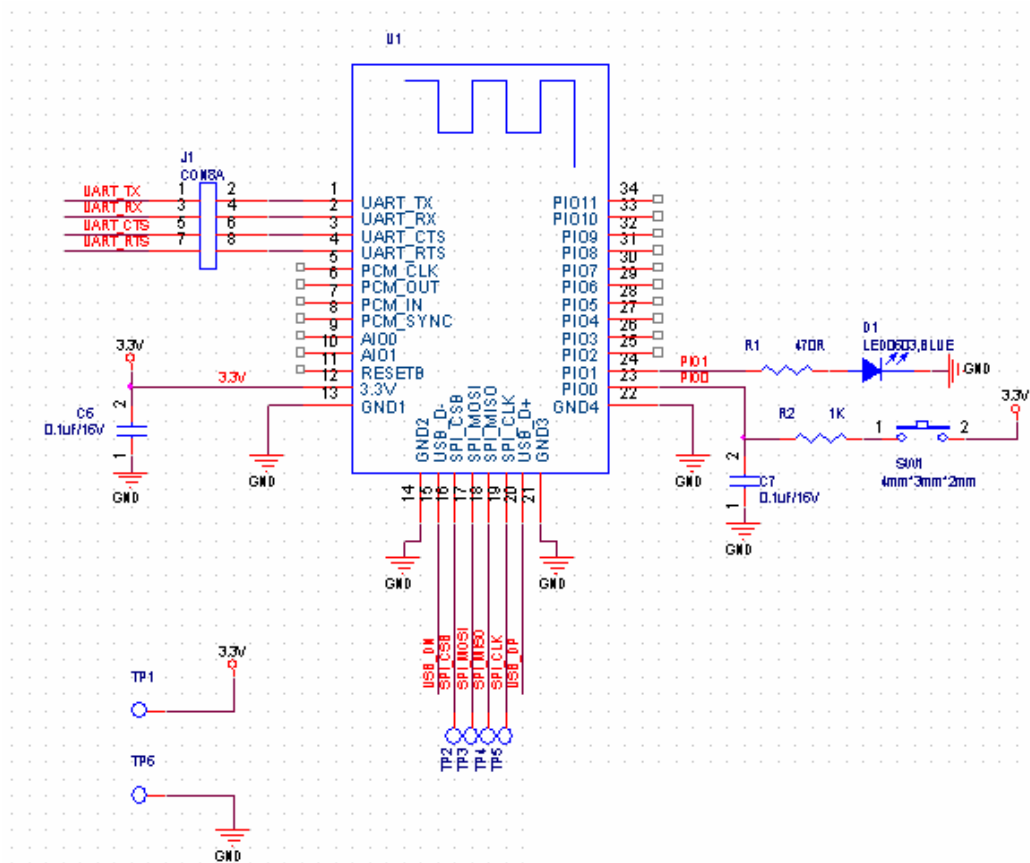 U1
J1
CON8A
UART_TX 1 2
UART_RX 3 4
UART_CTS 5 6
UART_RTS 7 8
1 UART_TX
2 UART_RX
3 UART_CTS
4 UART_RTS
5 PCM_CLK
6 PCM_OUT
7 PCM_IN
8 PCM_SYNC
9 AIO0
10 AIO1
11 RESETB
12 3.3V
13 GND1
34 PIO11
33 PIO10
32 PIO9
31 PIO8
30 PIO7
29 PIO6
28 PIO5
27 PIO4
26 PIO3
25 PIO2
24 PIO1
23 PIO0
22 GND4
GND2
USB_D-
SPI_CSB
SPI_MOSI
SPI_MISO
SPI_CLK
USB_D+
GND3
14 15 16 17 18 19 20 21
3.3V
3.3V
2
C6
0.1uF/16V
1
GND
GND
PIO1
PIO0
R1 470R
D1
LED0603,BLUE
GND
3.3V
R2 1K
1 2
SW1
4mm*3mm*2mm
2
C7
0.1uF/16V
1
GND
GND
GND
GND
USB_DN
SPI_CSB
SPI_MOSI
SPI_MISO
SPI_CLK
USB_DP
TP2
TP3
TP4
TP5
3.3V
TP1
TP6
GND